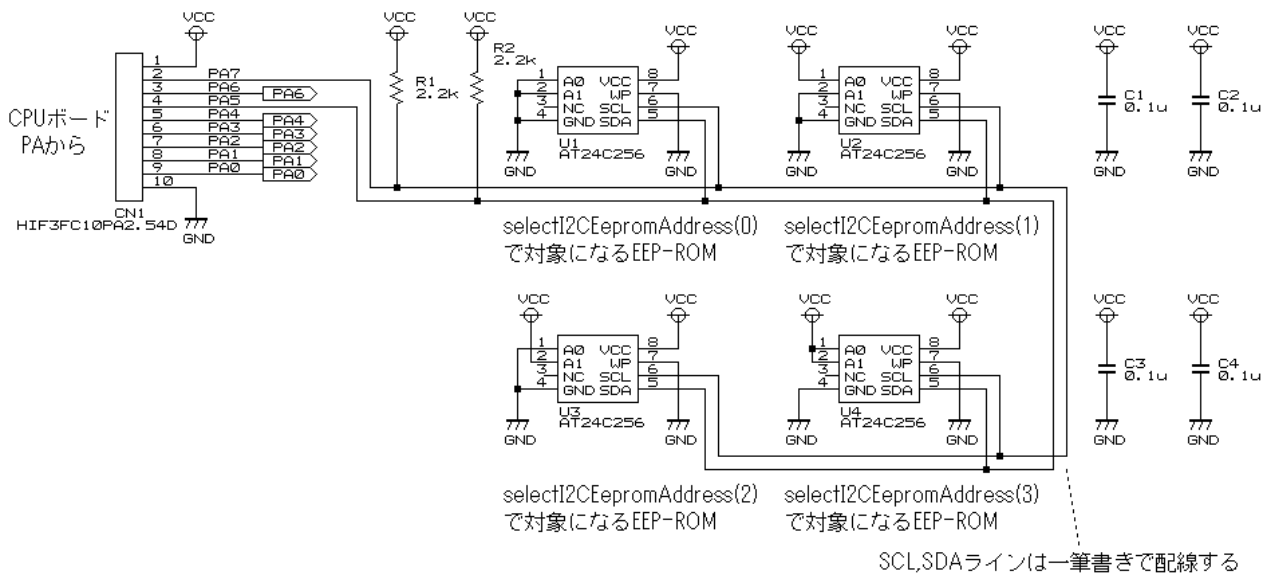 CPUボード
PAから
VCC
1
2
3
4
5
6
7
8
9
10
PA7
PA6
PA5
PA4
PA3
PA2
PA1
PA0
PA6
PA4
PA3
PA2
PA1
PA0
CN1
HIF3FC10PA2.54D
GND
VCC
R1
2.2k
VCC
R2
2.2k
VCC
1 A0 VCC 8
2 A1 WP 7
3 NC SCL 6
4 GND SDA 5
U1
AT24C256
GND
GND
selectI2CEepromAddress(0)
で対象になるEEP-ROM
VCC
VCC
1 A0 VCC 8
2 A1 WP 7
3 NC SCL 6
4 GND SDA 5
U2
AT24C256
GND
GND
selectI2CEepromAddress(1)
で対象になるEEP-ROM
VCC
C1
0.1u
GND
VCC
C2
0.1u
GND
VCC
VCC
1 A0 VCC 8
2 A1 WP 7
3 NC SCL 6
4 GND SDA 5
U3
AT24C256
GND
GND
selectI2CEepromAddress(2)
で対象になるEEP-ROM
VCC
VCC
1 A0 VCC 8
2 A1 WP 7
3 NC SCL 6
4 GND SDA 5
U4
AT24C256
GND
GND
selectI2CEepromAddress(3)
で対象になるEEP-ROM
VCC
C3
0.1u
GND
VCC
C4
0.1u
GND
SCL,SDAラインは一筆書きで配線する